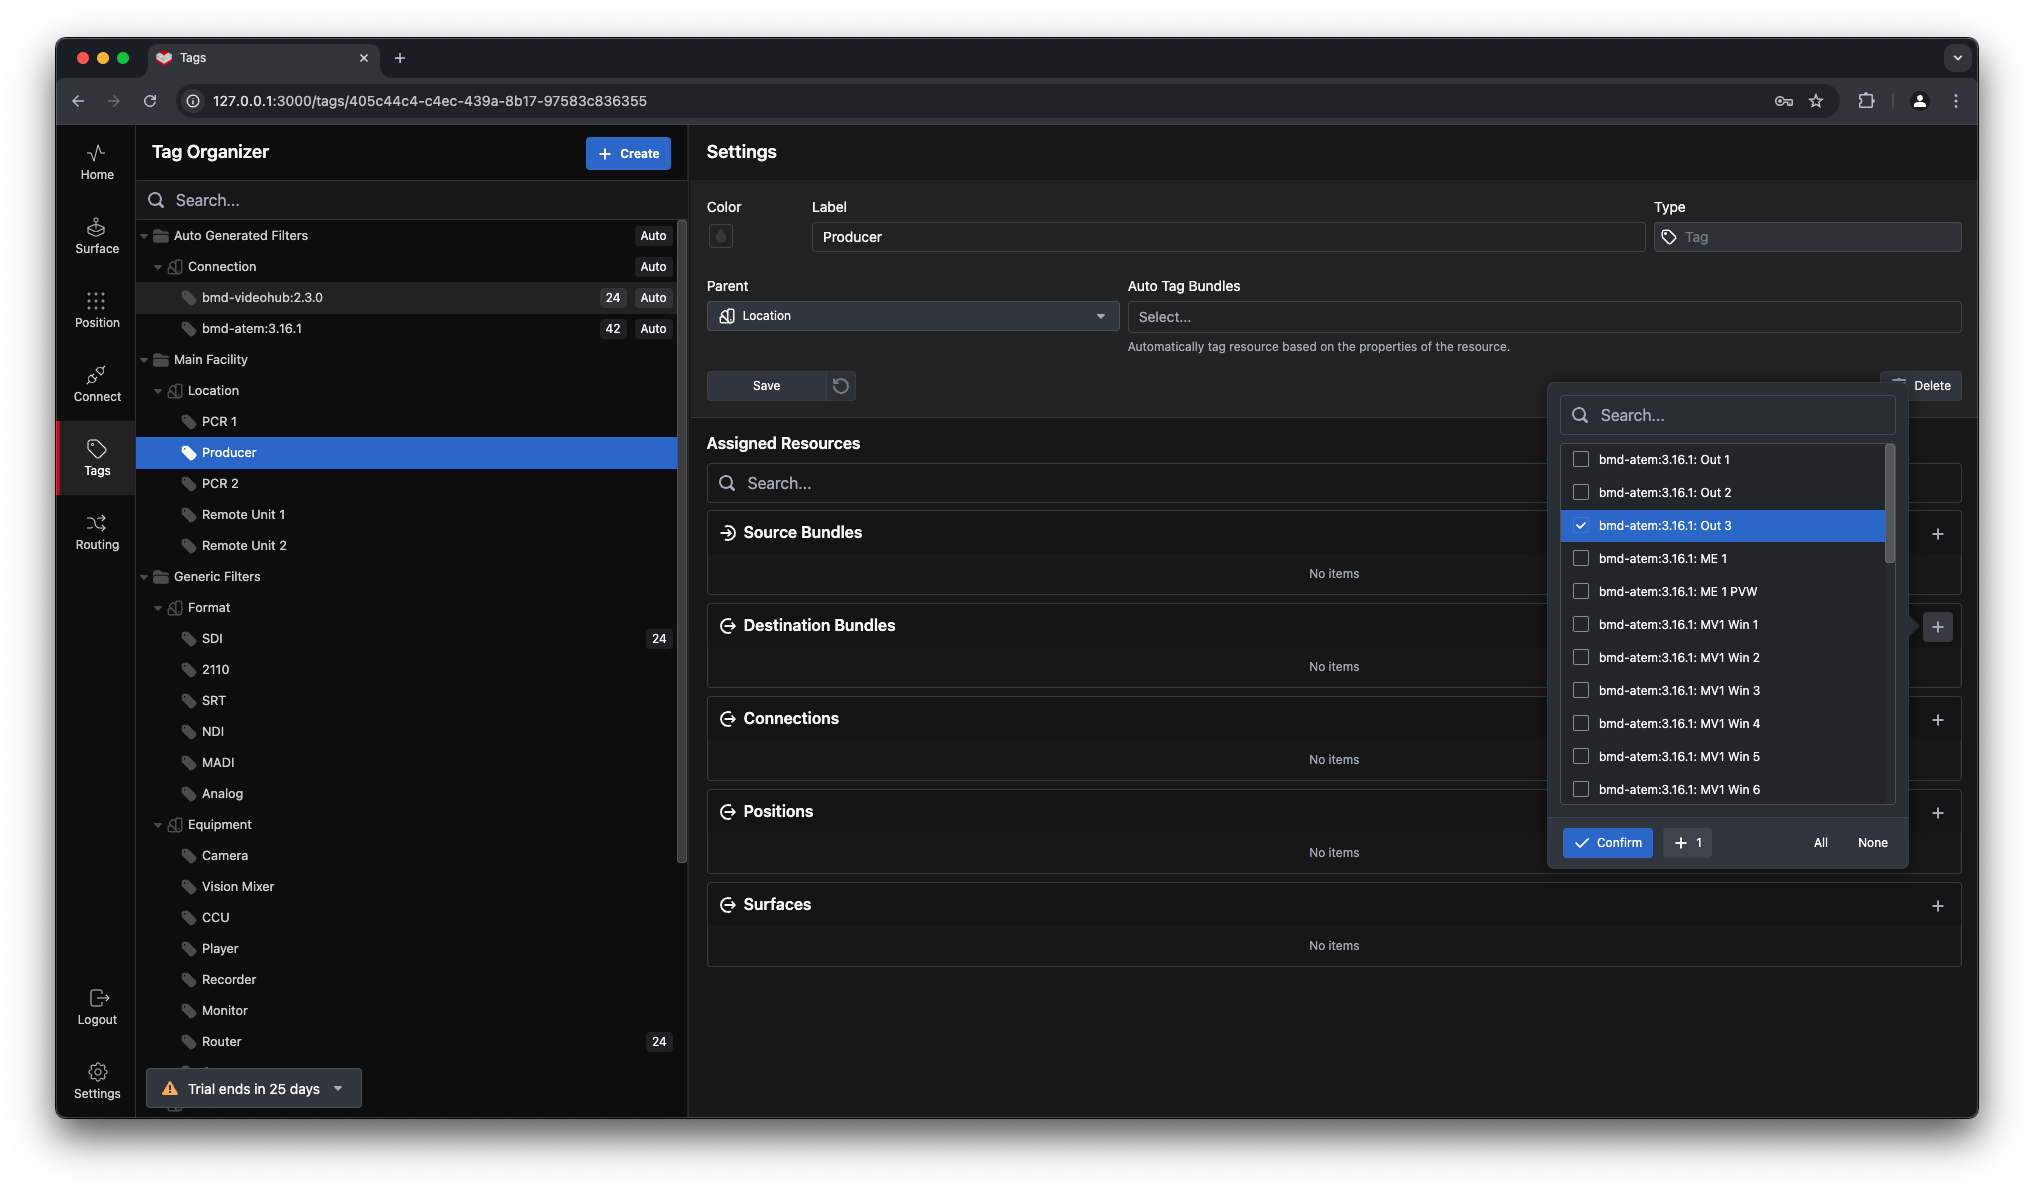 Tags
127.0.0.1:3000/tags/405c44c4-c4ec-439a-8b17-97583c836355
Home
Surface
Position
Connect
Tags
Routing
Logout
Settings
Tag Organizer
Create
Search...
Auto Generated Filters Auto
Connection Auto
bmd-videohub:2.3.0 24 Auto
bmd-atem:3.16.1 42 Auto
Main Facility
Location
PCR 1
Producer
PCR 2
Remote Unit 1
Remote Unit 2
Generic Filters
Format
SDI 24
2110
SRT
NDI
MADI
Analog
Equipment
Camera
Vision Mixer
CCU
Player
Recorder
Monitor
Router 24
Trial ends in 25 days
Settings
Color Label Type
Producer Tag
Parent Auto Tag Bundles
Location Select...
Automatically tag resource based on the properties of the resource.
Save Delete
Assigned Resources
Search...
Source Bundles
No items
Destination Bundles
No items
Connections
No items
Positions
No items
Surfaces
No items
Search...
bmd-atem:3.16.1: Out 1
bmd-atem:3.16.1: Out 2
bmd-atem:3.16.1: Out 3
bmd-atem:3.16.1: ME 1
bmd-atem:3.16.1: ME 1 PVW
bmd-atem:3.16.1: MV1 Win 1
bmd-atem:3.16.1: MV1 Win 2
bmd-atem:3.16.1: MV1 Win 3
bmd-atem:3.16.1: MV1 Win 4
bmd-atem:3.16.1: MV1 Win 5
bmd-atem:3.16.1: MV1 Win 6
Confirm + 1 All None